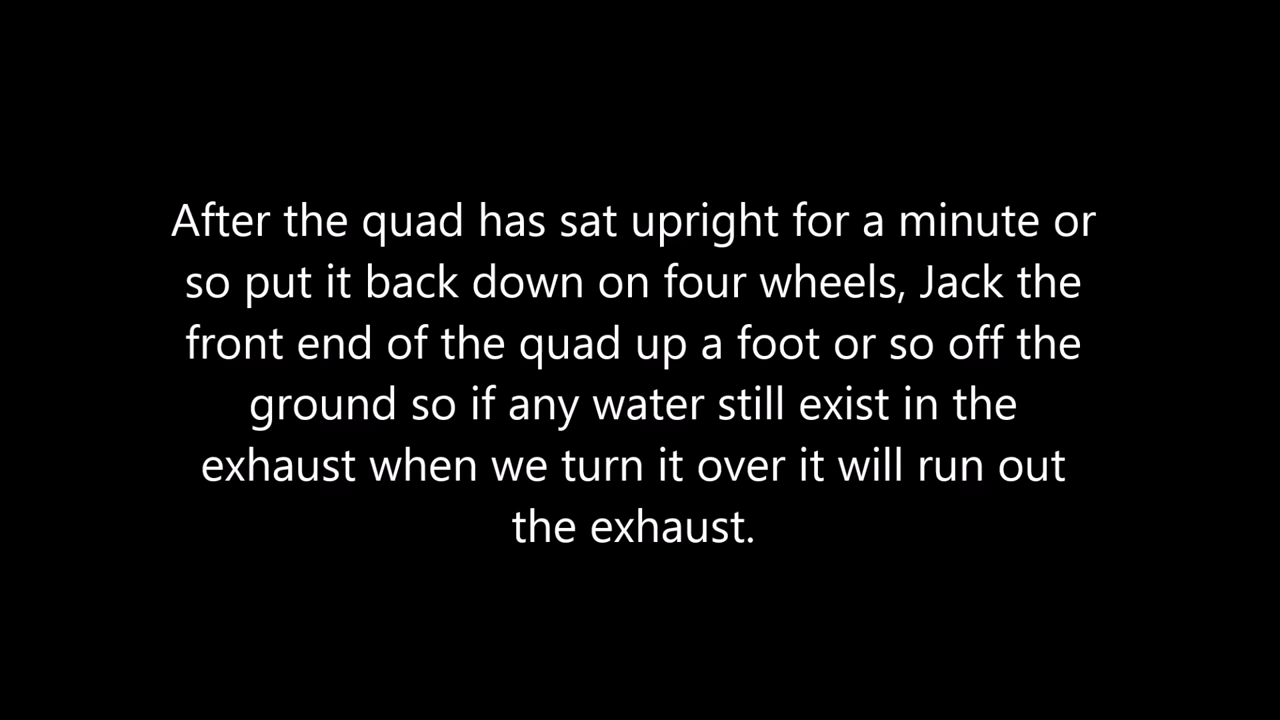 After the quad has sat upright for a minute or
so put it back down on four wheels, Jack the
front end of the quad up a foot or so off the
ground so if any water still exist in the
exhaust when we turn it over it will run out
the exhaust.